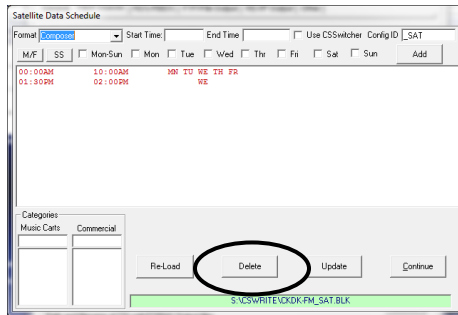 Satellite Data Schedule
Format Composer Start Time: End Time Use CSSwitcher Config ID _SAT
M/F SS Mon-Sun Mon Tue Wed Thr Fri Sat Sun Add
00:00AM 10:00AM MN TU WE TH FR
01:30PM 02:00PM WE
Categories
Music Carts Commercial
Re-Load Delete Update Continue
S:\CSWRITE\CKDK-FM_SAT.BLK